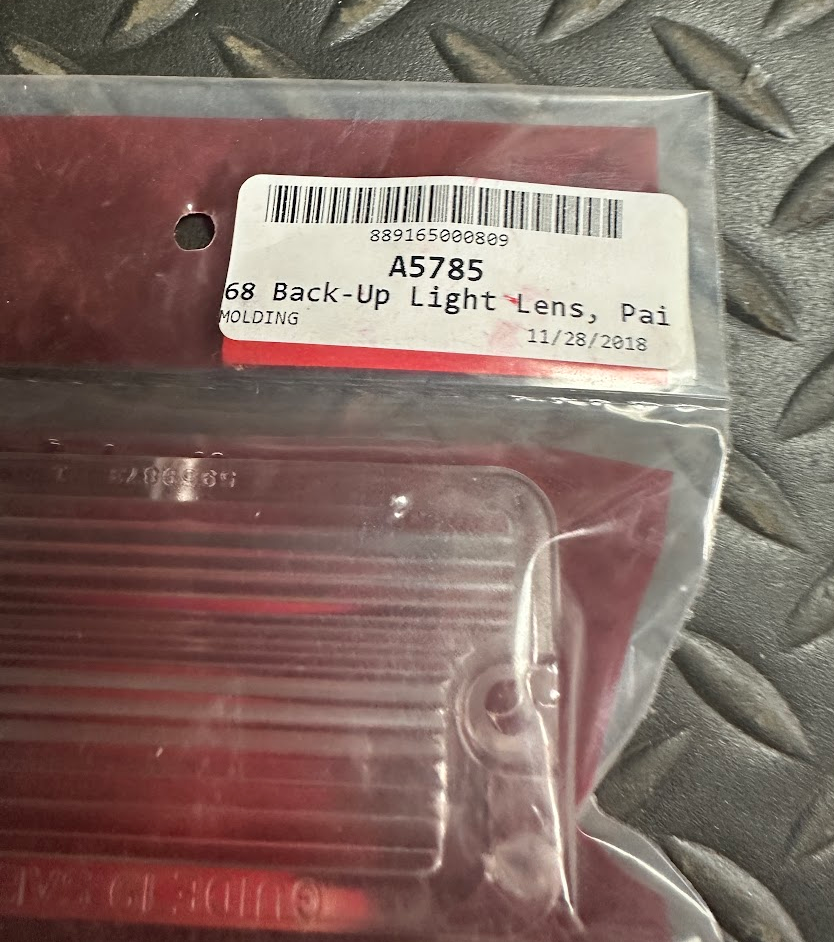 889165000809
A5785
68 Back-Up Light Lens, Pai
MOLDING
11/28/2018